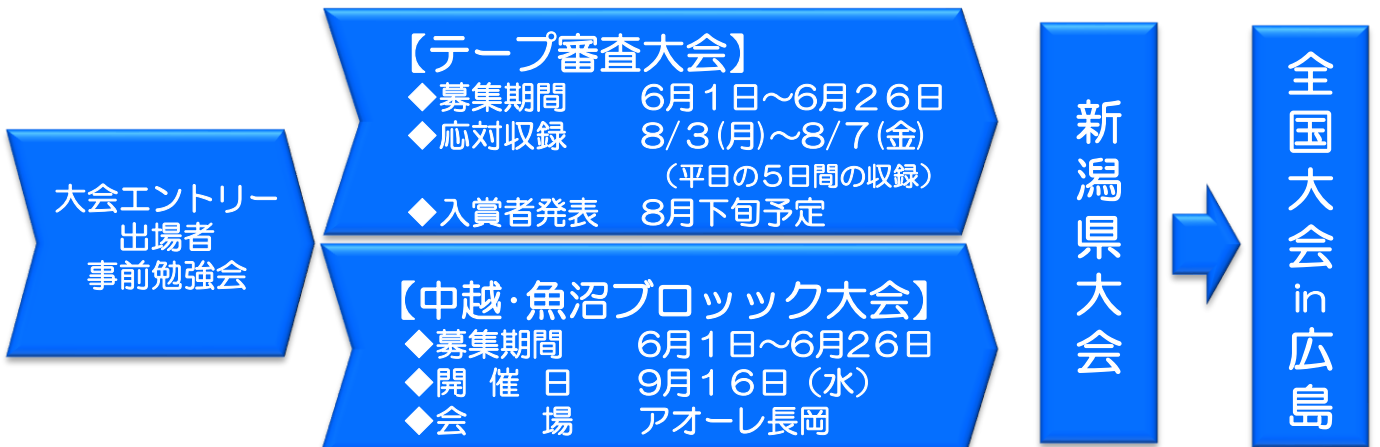 大会エントリー
出場者
事前勉強会
【テープ審査大会】
◆募集期間　　6月1日～6月26日
◆応対収録　　8/3(月)～8/7(金)
（平日の5日間の収録）
◆入賞者発表　8月下旬予定
【中越・魚沼ブロッック大会】
◆募集期間　　6月1日～6月26日
◆開 催 日　　9月16日（水）
◆会　　場　　アオーレ長岡
新潟県大会
全国大会in広島